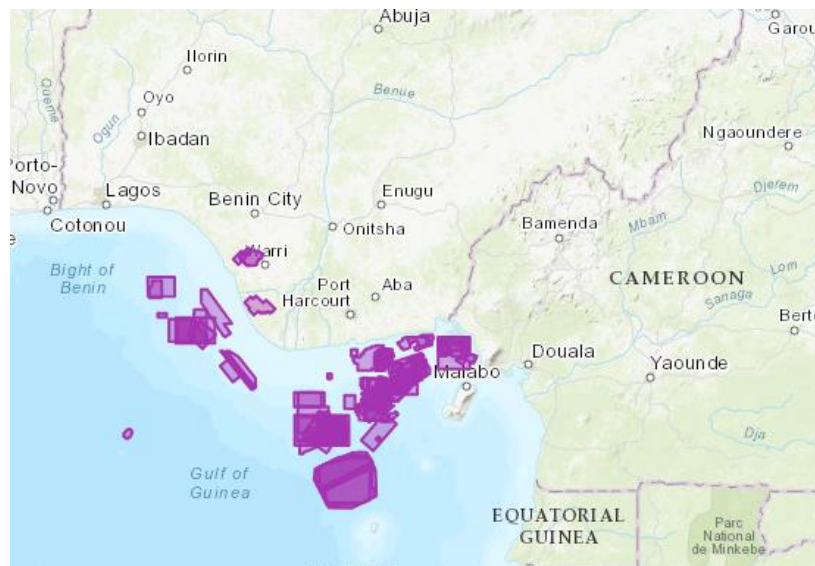 Abuja
Garou
Ilorin
Benue
Oyo
Queme
Ogun
Ibadan
Ngaoundere
Porto-
Novo
Lagos
Enugu
Djerem
Benin City
Cotonou
Onitsha
Bamenda
Mbam
e
Warri
Bight of
Benin
Port
Harcourt
Aba
CAMEROON
Lom
Sanaga
Berto
Douala
Yaounde
Malabo
Dja
Gulf of
Guinea
EQUATORIAL
GUINEA
Parc
National
de Minkebe